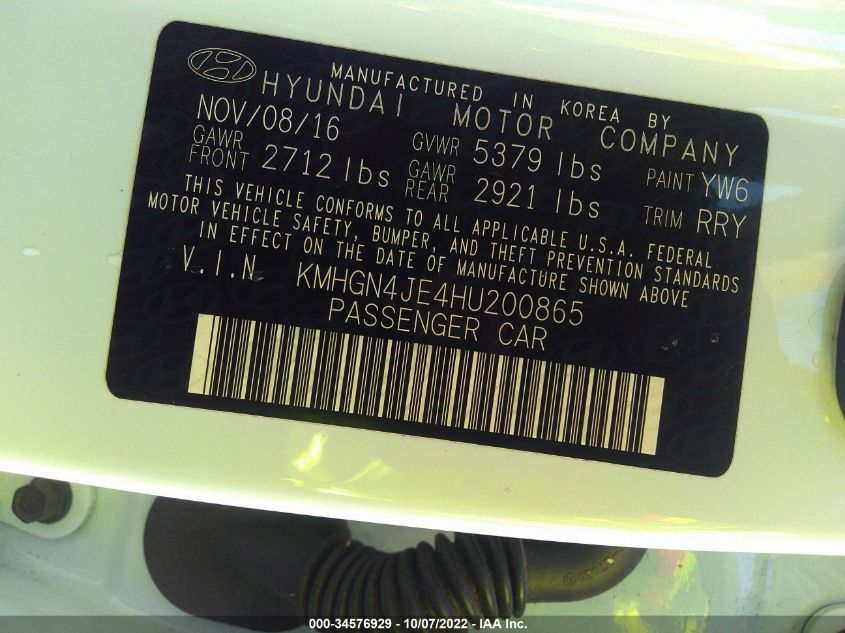 MANUFACTURED IN KOREA BY
HYUNDAI MOTOR COMPANY
NOV/08/16 GVWR 5379 lbs PAINT YW6
GAWR FRONT 2712 lbs GAWR REAR 2921 lbs TRIM RRY
THIS VEHICLE CONFORMS TO ALL APPLICABLE U.S.A. FEDERAL
MOTOR VEHICLE SAFETY, BUMPER, AND THEFT PREVENTION STANDARDS
IN EFFECT ON THE DATE OF MANUFACTURE SHOWN ABOVE
V.I.N KMHGN4JE4HU200865
PASSENGER CAR
000-34576929 - 10/07/2022 - IAA Inc.